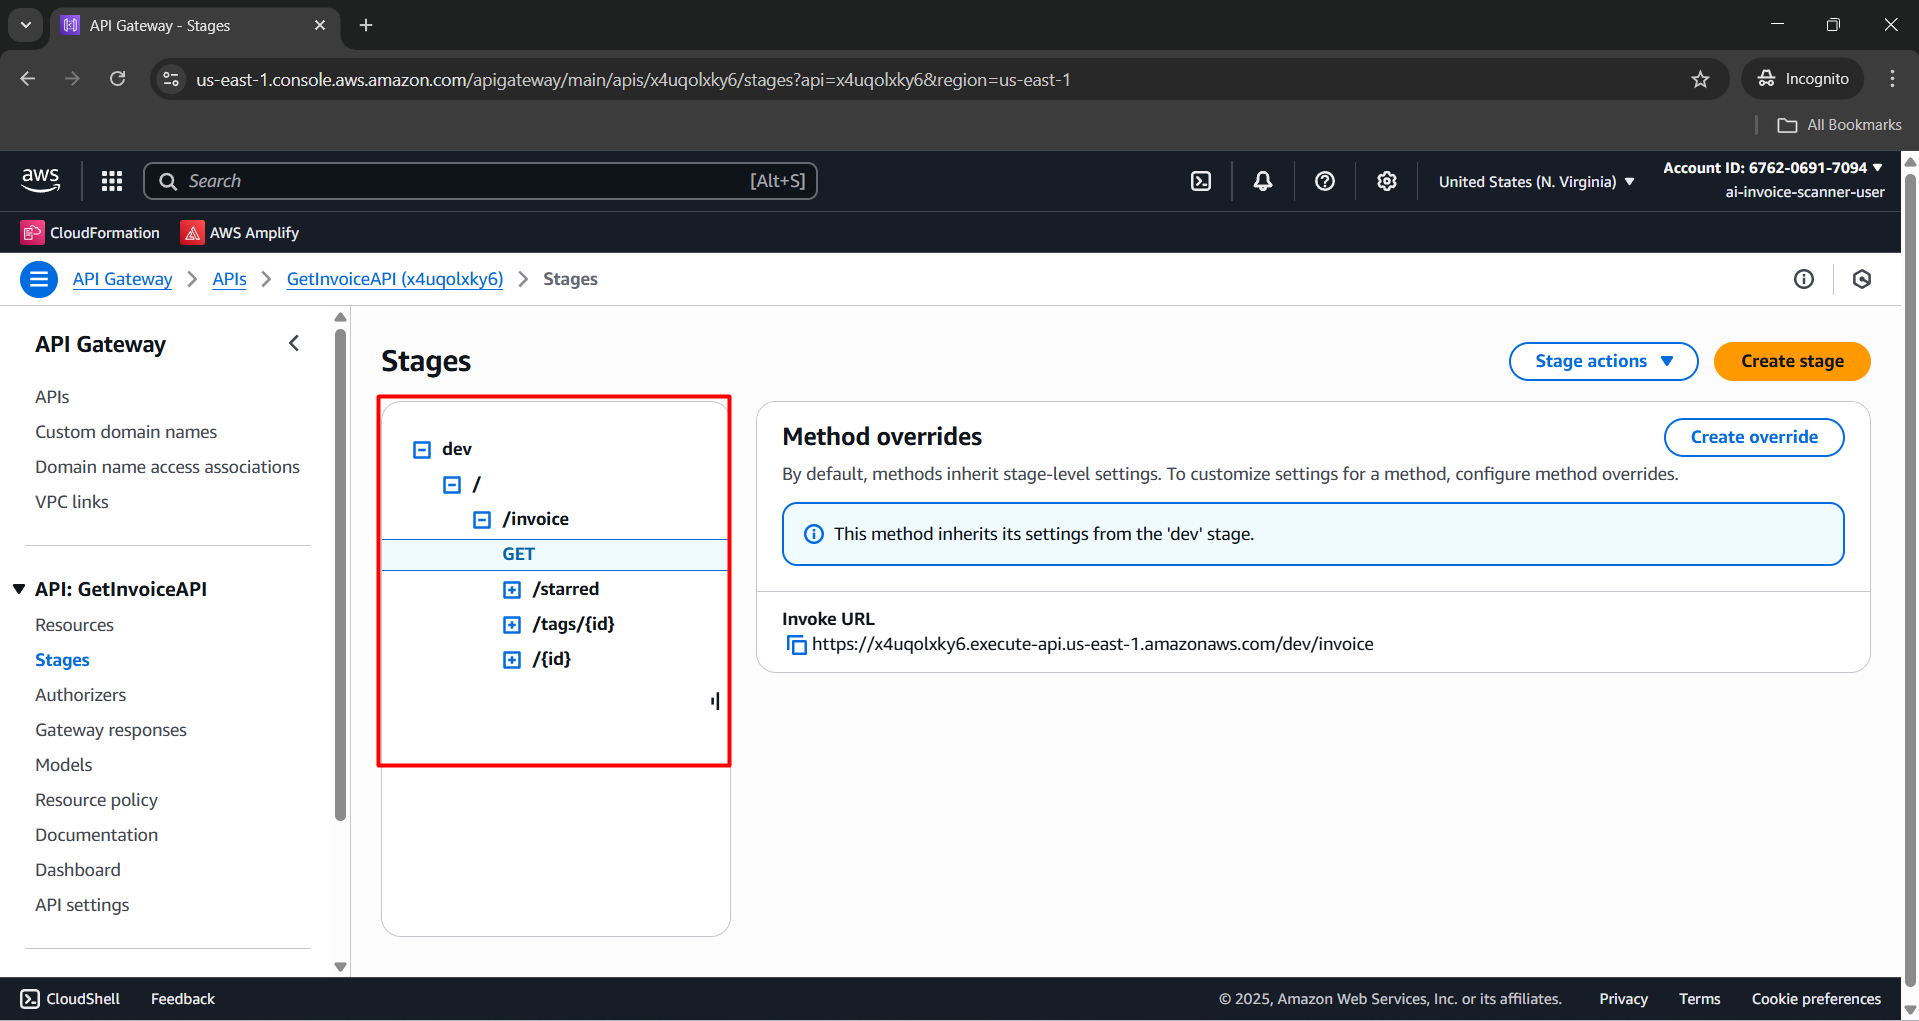 API Gateway - Stages
us-east-1.console.aws.amazon.com/apigateway/main/apis/x4uqolxky6/stages?api=x4uqolxky6&region=us-east-1
Incognito
All Bookmarks
aws
Search
[Alt+S]
United States (N. Virginia)
Account ID: 6762-0691-7094
ai-invoice-scanner-user
CloudFormation
AWS Amplify
API Gateway
APIs
GetInvoiceAPI (x4uqolxky6)
Stages
API Gateway
APIs
Custom domain names
Domain name access associations
VPC links
API: GetInvoiceAPI
Resources
Stages
Authorizers
Gateway responses
Models
Resource policy
Documentation
Dashboard
API settings
Stages
Stage actions
Create stage
dev
/
/invoice
GET
/starred
/tags/{id}
/{id}
Method overrides
Create override
By default, methods inherit stage-level settings. To customize settings for a method, configure method overrides.
This method inherits its settings from the 'dev' stage.
Invoke URL
https://x4uqolxky6.execute-api.us-east-1.amazonaws.com/dev/invoice
CloudShell
Feedback
© 2025, Amazon Web Services, Inc. or its affiliates.
Privacy
Terms
Cookie preferences